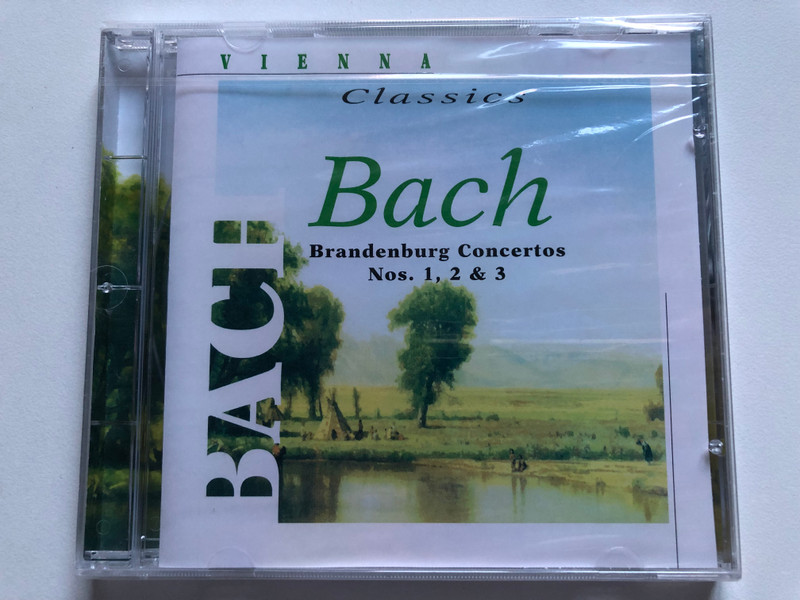 VIENNA
Classics
Bach
Brandenburg Concertos
Nos. 1, 2 & 3
BACH